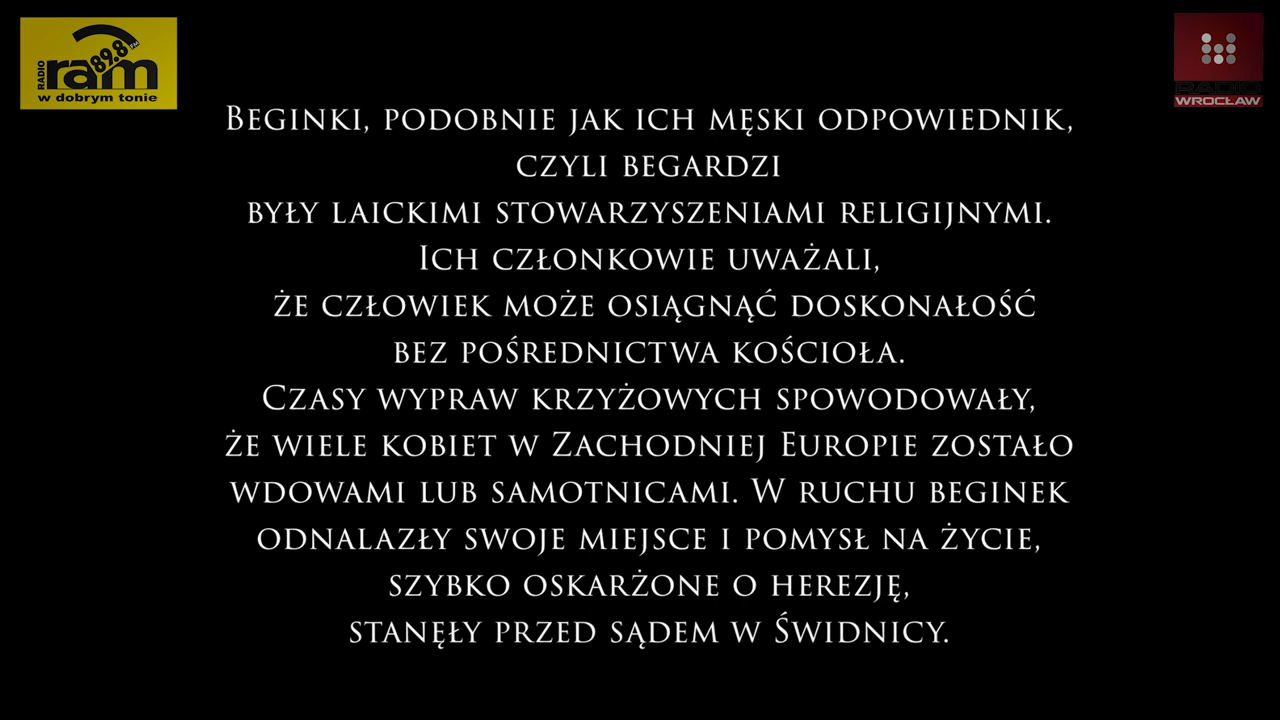 RADIO ram 89.8 FM
w dobrym tonie
RADIO
WROCŁAW
Beginki, podobnie jak ich męski odpowiednik,
czyli begardzi
były laickimi stowarzyszeniami religijnymi.
Ich członkowie uważali,
że człowiek może osiągnąć doskonałość
bez pośrednictwa kościoła.
Czasy wypraw krzyżowych spowodowały,
że wiele kobiet w Zachodniej Europie zostało
wdowami lub samotnicami. W ruchu beginek
odnalazły swoje miejsce i pomysł na życie,
szybko oskarżone o herezję,
stanęły przed sądem w Świdnicy.